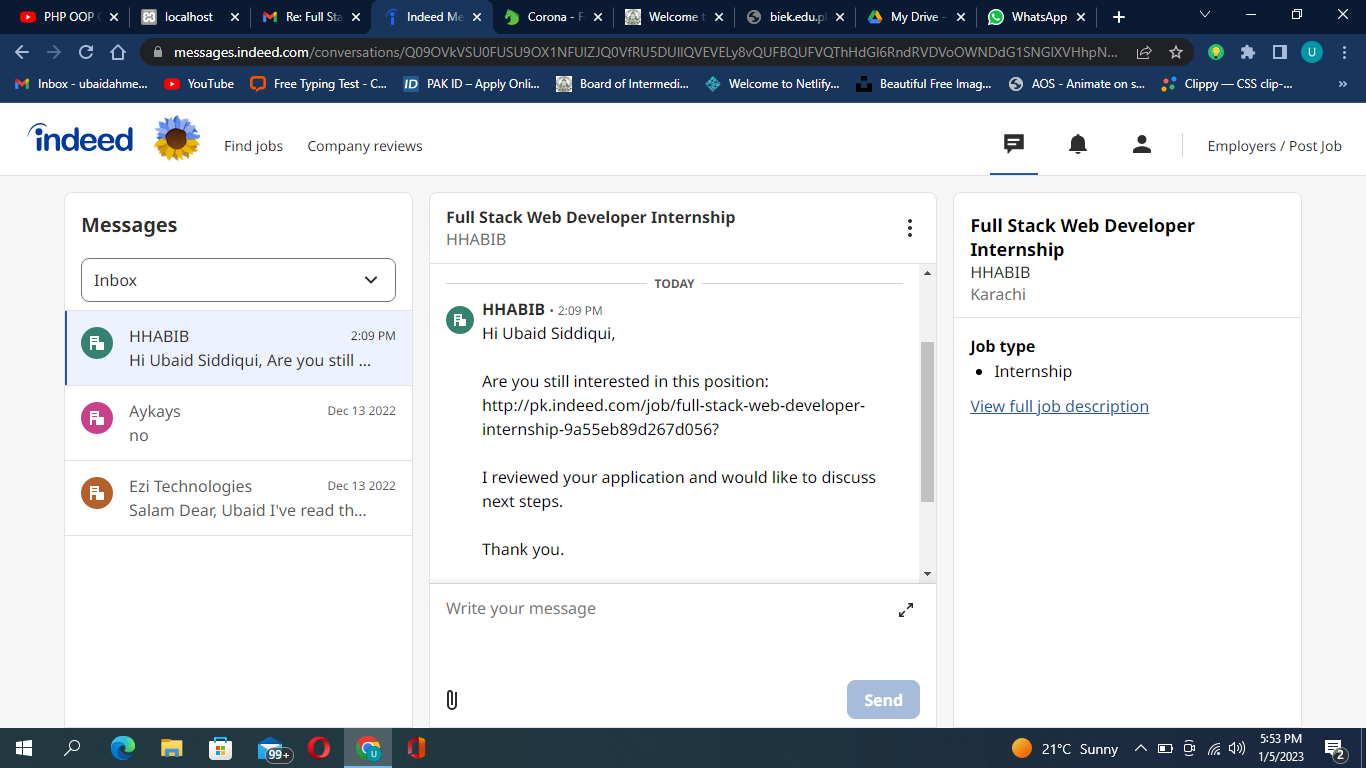 PHP OOP
localhost
Re: Full Sta
Indeed Me
Corona - F
Welcome t
biek.edu.p
My Drive -
WhatsApp
messages.indeed.com/conversations/Q09OVkVSU0FUSU9OX1NFUIZJQ0VfRU5DUIIQVEVELy8vQUFBQUFVQThHdGI6RndRVDVoOWNDdG1SNGIXVHhpN...
U
Inbox - ubaidahme...
YouTube
Free Typing Test - C...
ID PAK ID – Apply Onli...
Board of Intermedi...
Welcome to Netlify...
Beautiful Free Imag...
AOS - Animate on s...
Clippy — CSS clip-...
»
indeed
Find jobs
Company reviews
Employers / Post Job
Messages
Inbox
HHABIB 2:09 PM
Hi Ubaid Siddiqui, Are you still ...
Aykays Dec 13 2022
no
Ezi Technologies Dec 13 2022
Salam Dear, Ubaid I've read th...
Full Stack Web Developer Internship
HHABIB
TODAY
HHABIB • 2:09 PM
Hi Ubaid Siddiqui,
Are you still interested in this position:
http://pk.indeed.com/job/full-stack-web-developer-
internship-9a55eb89d267d056?
I reviewed your application and would like to discuss
next steps.
Thank you.
Write your message
Send
Full Stack Web Developer
Internship
HHABIB
Karachi
Job type
• Internship
View full job description
99+
U
21°C Sunny
5:53 PM
1/5/2023
2